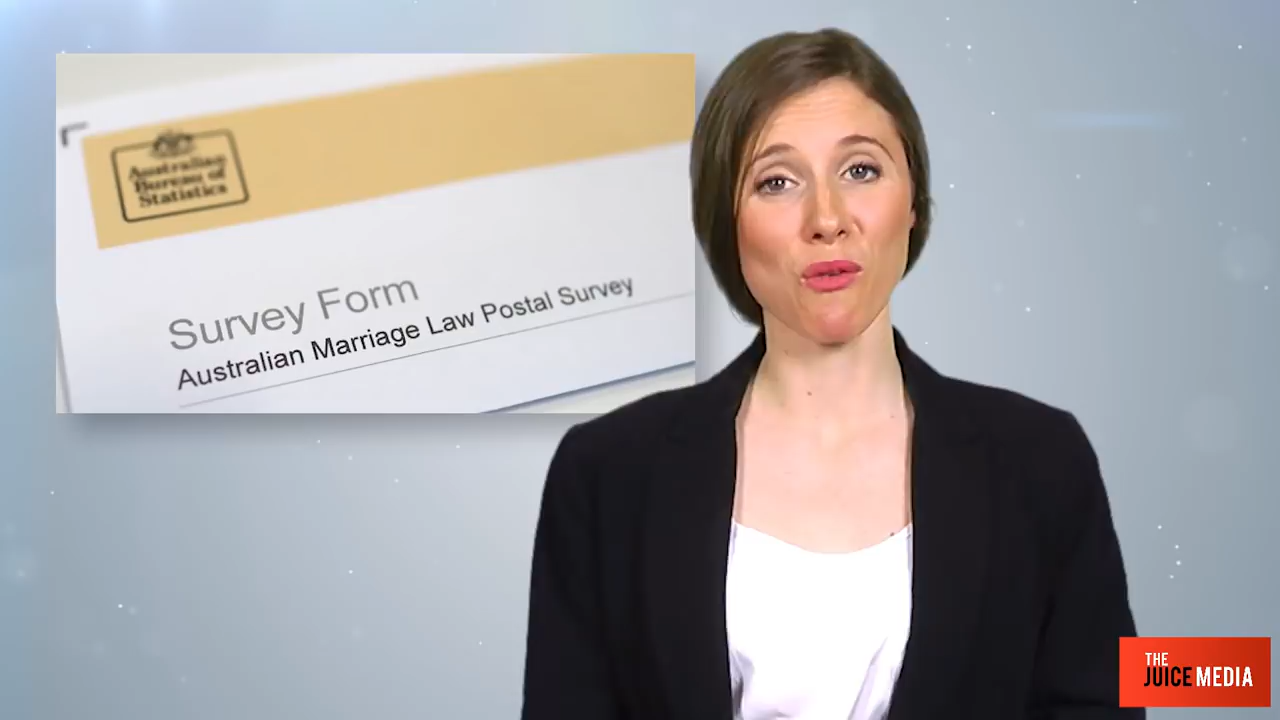 Australian
Bureau of
Statistics
Survey Form
Australian Marriage Law Postal Survey
THE
JUICE MEDIA